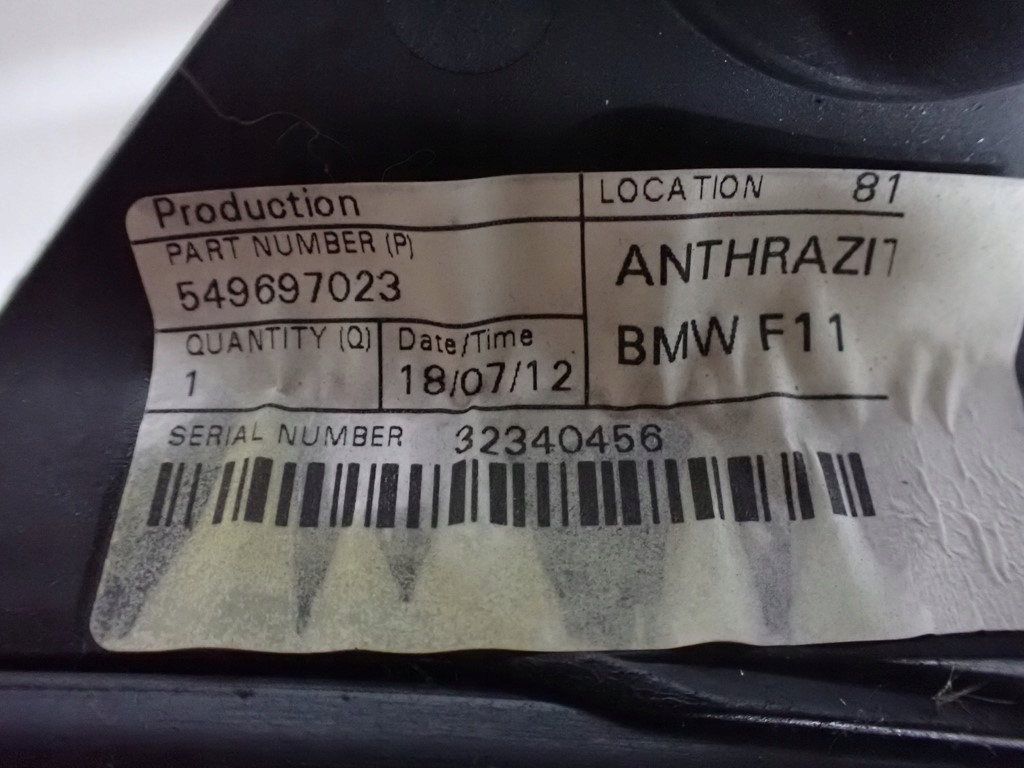 Production
LOCATION 81
PART NUMBER (P)
549697023
ANTHRAZIT
BMW F11
QUANTITY (Q)
1
Date/Time
18/07/12
SERIAL NUMBER 32340456